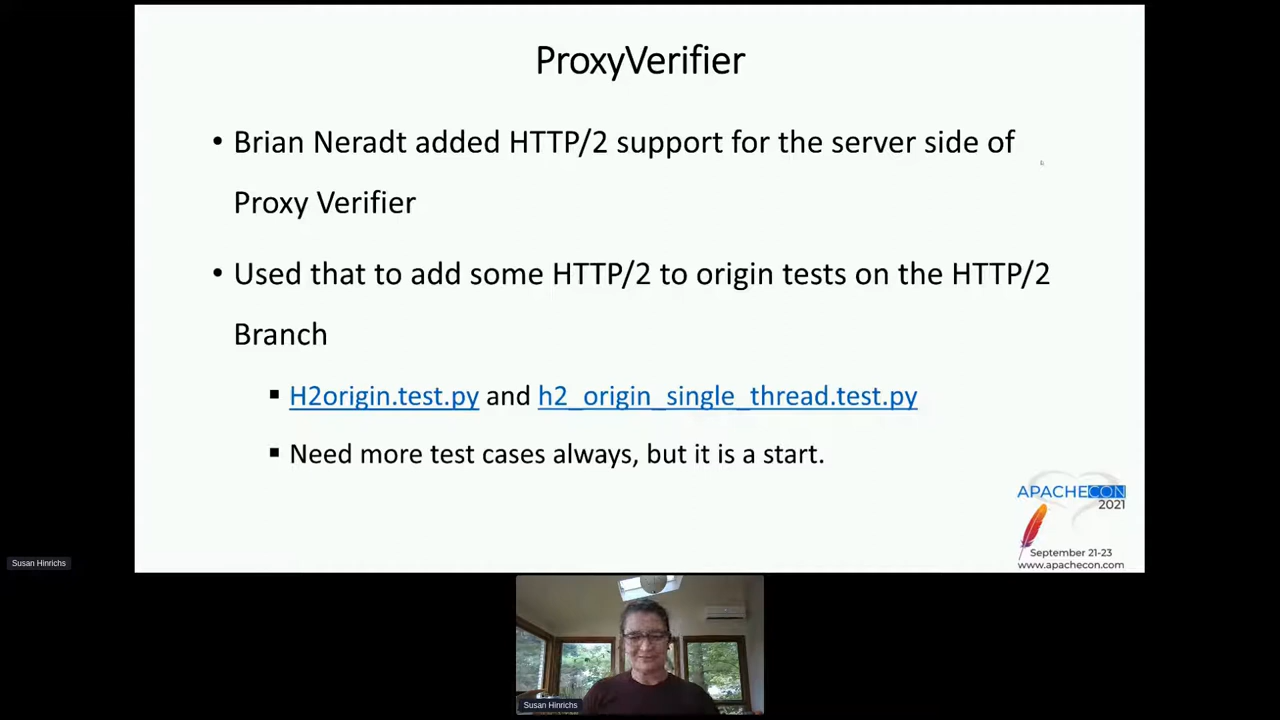 ProxyVerifier
• Brian Neradt added HTTP/2 support for the server side of
Proxy Verifier
• Used that to add some HTTP/2 to origin tests on the HTTP/2
Branch
▪ H2origin.test.py and h2_origin_single_thread.test.py
▪ Need more test cases always, but it is a start.
APACHECON
2021
September 21-23
www.apachecon.com
Susan Hinrichs
Susan Hinrichs